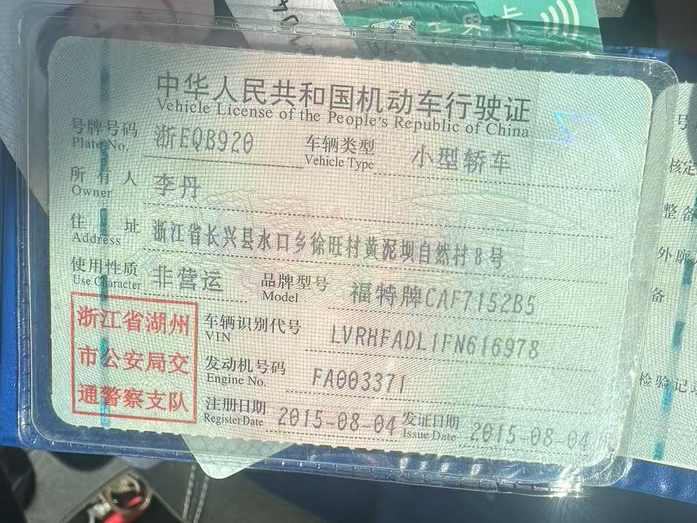 中华人民共和国机动车行驶证
Vehicle License of the People's Republic of China
号牌号码 浙EQB920 车辆类型 小型轿车
Plate No. Vehicle Type
所有人 李丹
Owner
住址 浙江省长兴县水口乡徐旺村黄泥坝自然村8号
Address
使用性质 非营运 品牌型号 福特牌CAF7152B5
Use Character Model
浙江省湖州
市公安局交
通警察支队
车辆识别代号 LVRHFADL1FN616978
VIN
发动机号码 FA003371
Engine No.
注册日期 2015-08-04 发证日期 2015-08-04
Register Date Issue Date
号
核定
整备
外廓
备
检验记